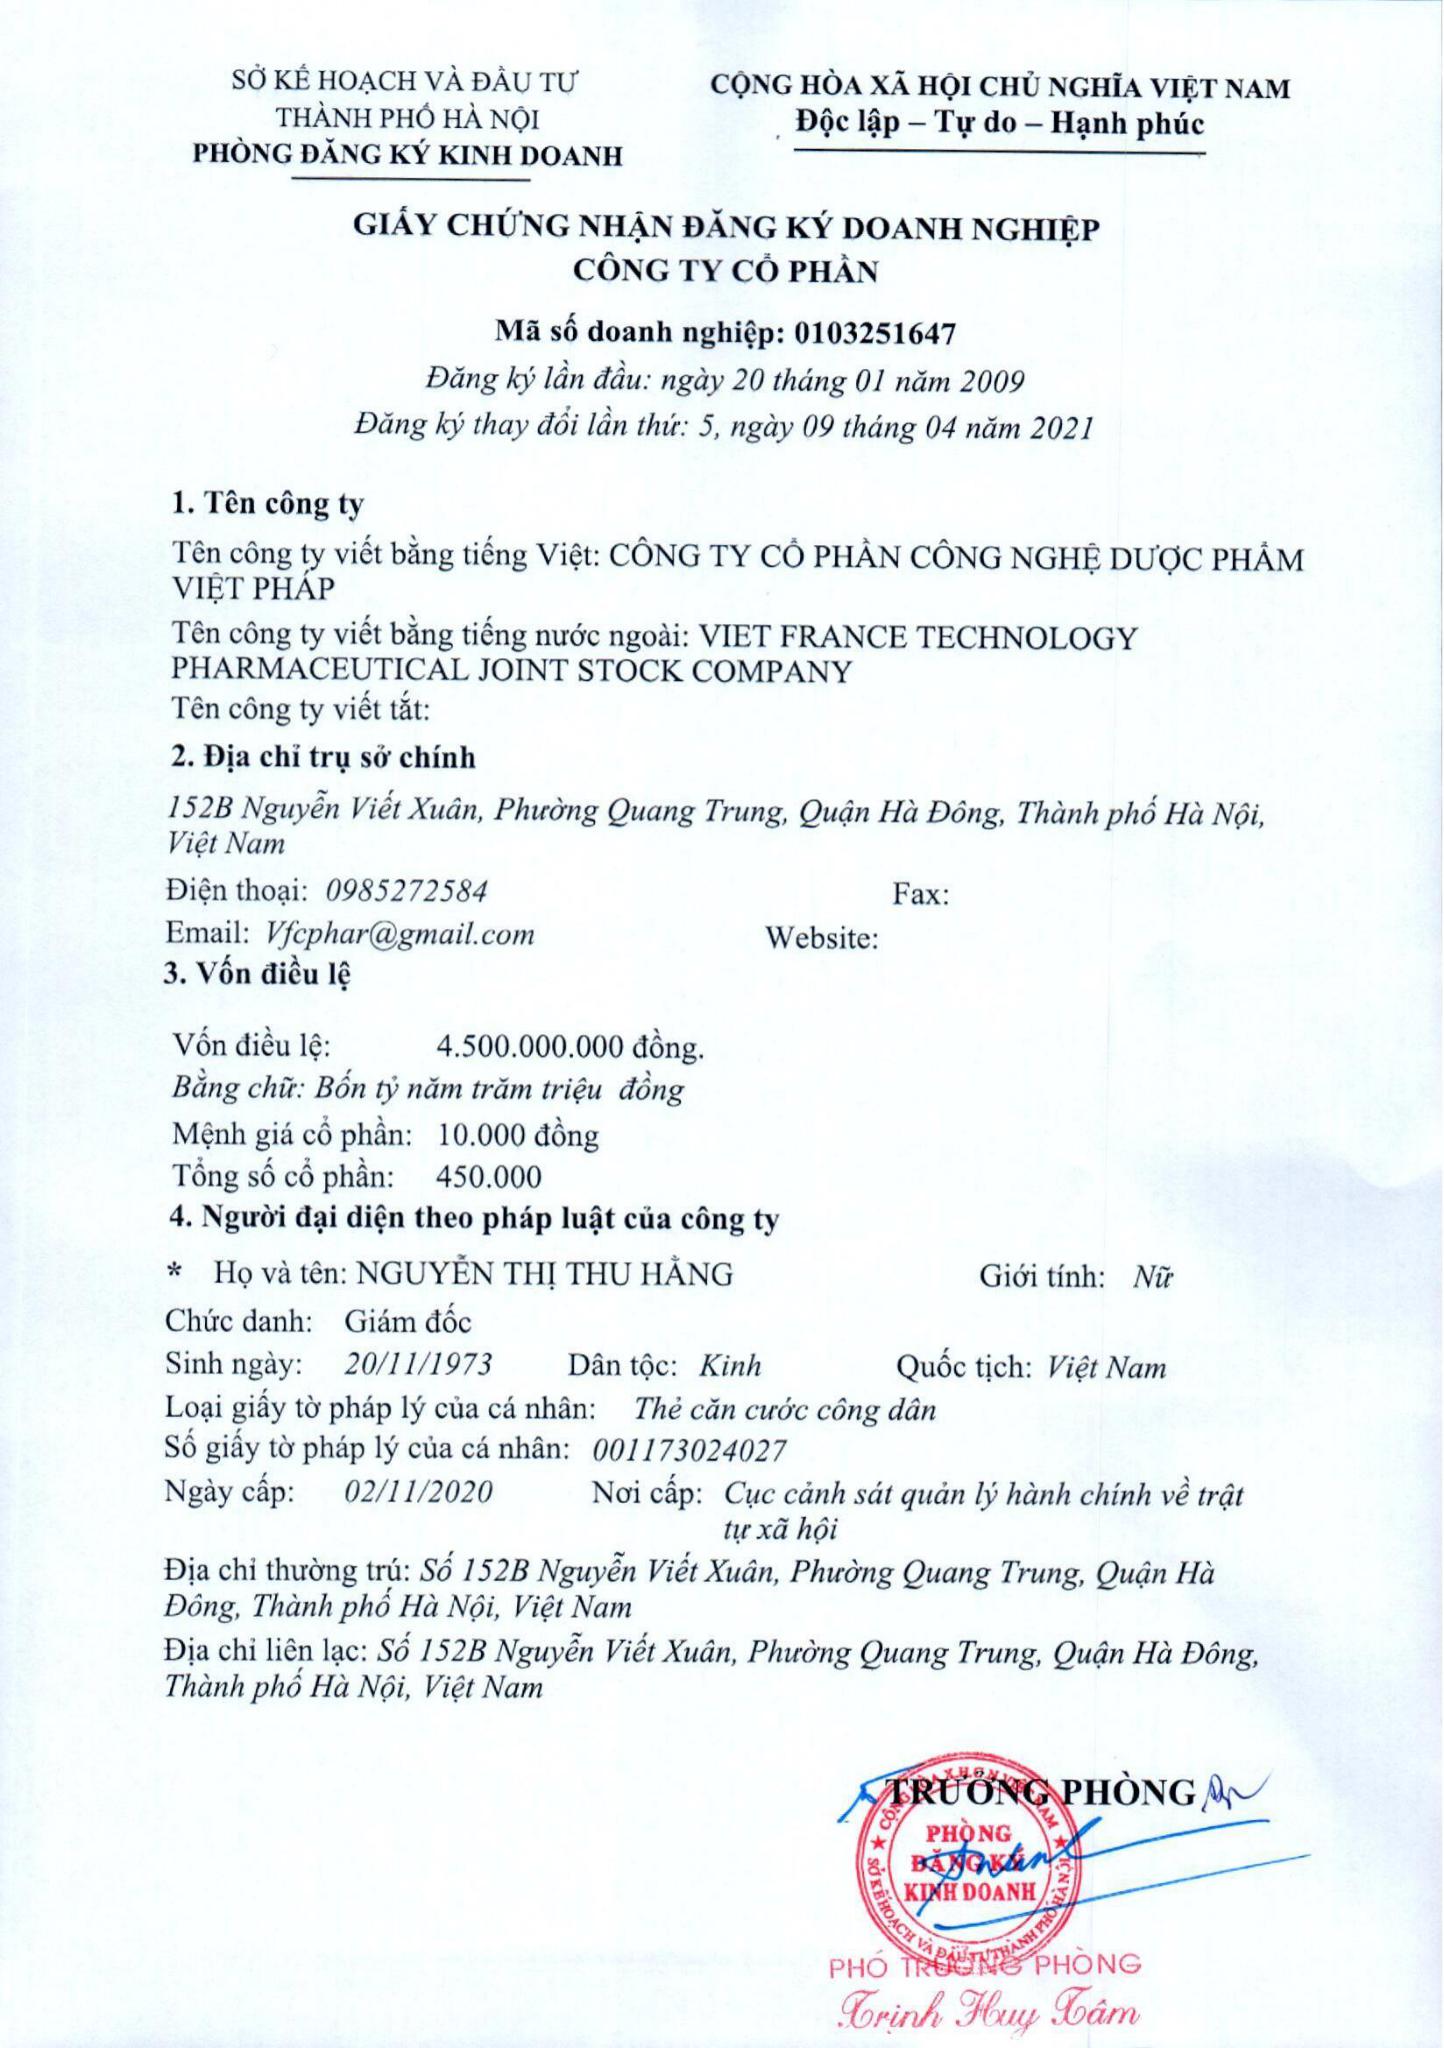 SỞ KẾ HOẠCH VÀ ĐẦU TƯ
THÀNH PHỐ HÀ NỘI
PHÒNG ĐĂNG KÝ KINH DOANH
CỘNG HÒA XÃ HỘI CHỦ NGHĨA VIỆT NAM
Độc lập – Tự do – Hạnh phúc
GIẤY CHỨNG NHẬN ĐĂNG KÝ DOANH NGHIỆP
CÔNG TY CỔ PHẦN
Mã số doanh nghiệp: 0103251647
Đăng ký lần đầu: ngày 20 tháng 01 năm 2009
Đăng ký thay đổi lần thứ: 5, ngày 09 tháng 04 năm 2021
1. Tên công ty
Tên công ty viết bằng tiếng Việt: CÔNG TY CỔ PHẦN CÔNG NGHỆ DƯỢC PHẨM
VIỆT PHÁP
Tên công ty viết bằng tiếng nước ngoài: VIET FRANCE TECHNOLOGY
PHARMACEUTICAL JOINT STOCK COMPANY
Tên công ty viết tắt:
2. Địa chỉ trụ sở chính
152B Nguyễn Viết Xuân, Phường Quang Trung, Quận Hà Đông, Thành phố Hà Nội,
Việt Nam
Điện thoại: 0985272584 Fax:
Email: Vfcphar@gmail.com Website:
3. Vốn điều lệ
Vốn điều lệ: 4.500.000.000 đồng.
Bằng chữ: Bốn tỷ năm trăm triệu đồng
Mệnh giá cổ phần: 10.000 đồng
Tổng số cổ phần: 450.000
4. Người đại diện theo pháp luật của công ty
* Họ và tên: NGUYỄN THỊ THU HẰNG Giới tính: Nữ
Chức danh: Giám đốc
Sinh ngày: 20/11/1973 Dân tộc: Kinh Quốc tịch: Việt Nam
Loại giấy tờ pháp lý của cá nhân: Thẻ căn cước công dân
Số giấy tờ pháp lý của cá nhân: 001173024027
Ngày cấp: 02/11/2020 Nơi cấp: Cục cảnh sát quản lý hành chính về trật
tự xã hội
Địa chỉ thường trú: Số 152B Nguyễn Viết Xuân, Phường Quang Trung, Quận Hà
Đông, Thành phố Hà Nội, Việt Nam
Địa chỉ liên lạc: Số 152B Nguyễn Viết Xuân, Phường Quang Trung, Quận Hà Đông,
Thành phố Hà Nội, Việt Nam
TRƯỞNG PHÒNG
CỘNG HÒA X.H.C.N VIỆT NAM
PHÒNG
ĐĂNG KÝ
KINH DOANH
SỞ KẾ HOẠCH VÀ ĐẦU TƯ THÀNH PHỐ HÀ NỘI
PHÓ TRƯỞNG PHÒNG
Trịnh Huy Tâm